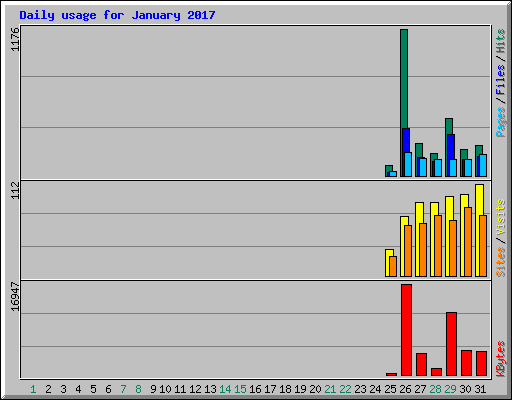 Daily usage for January 2017
1176
Pages / Files / Hits
112
Sites / Visits
16947
KBytes
1 2 3 4 5 6 7 8 9 10 11 12 13 14 15 16 17 18 19 20 21 22 23 24 25 26 27 28 29 30 31